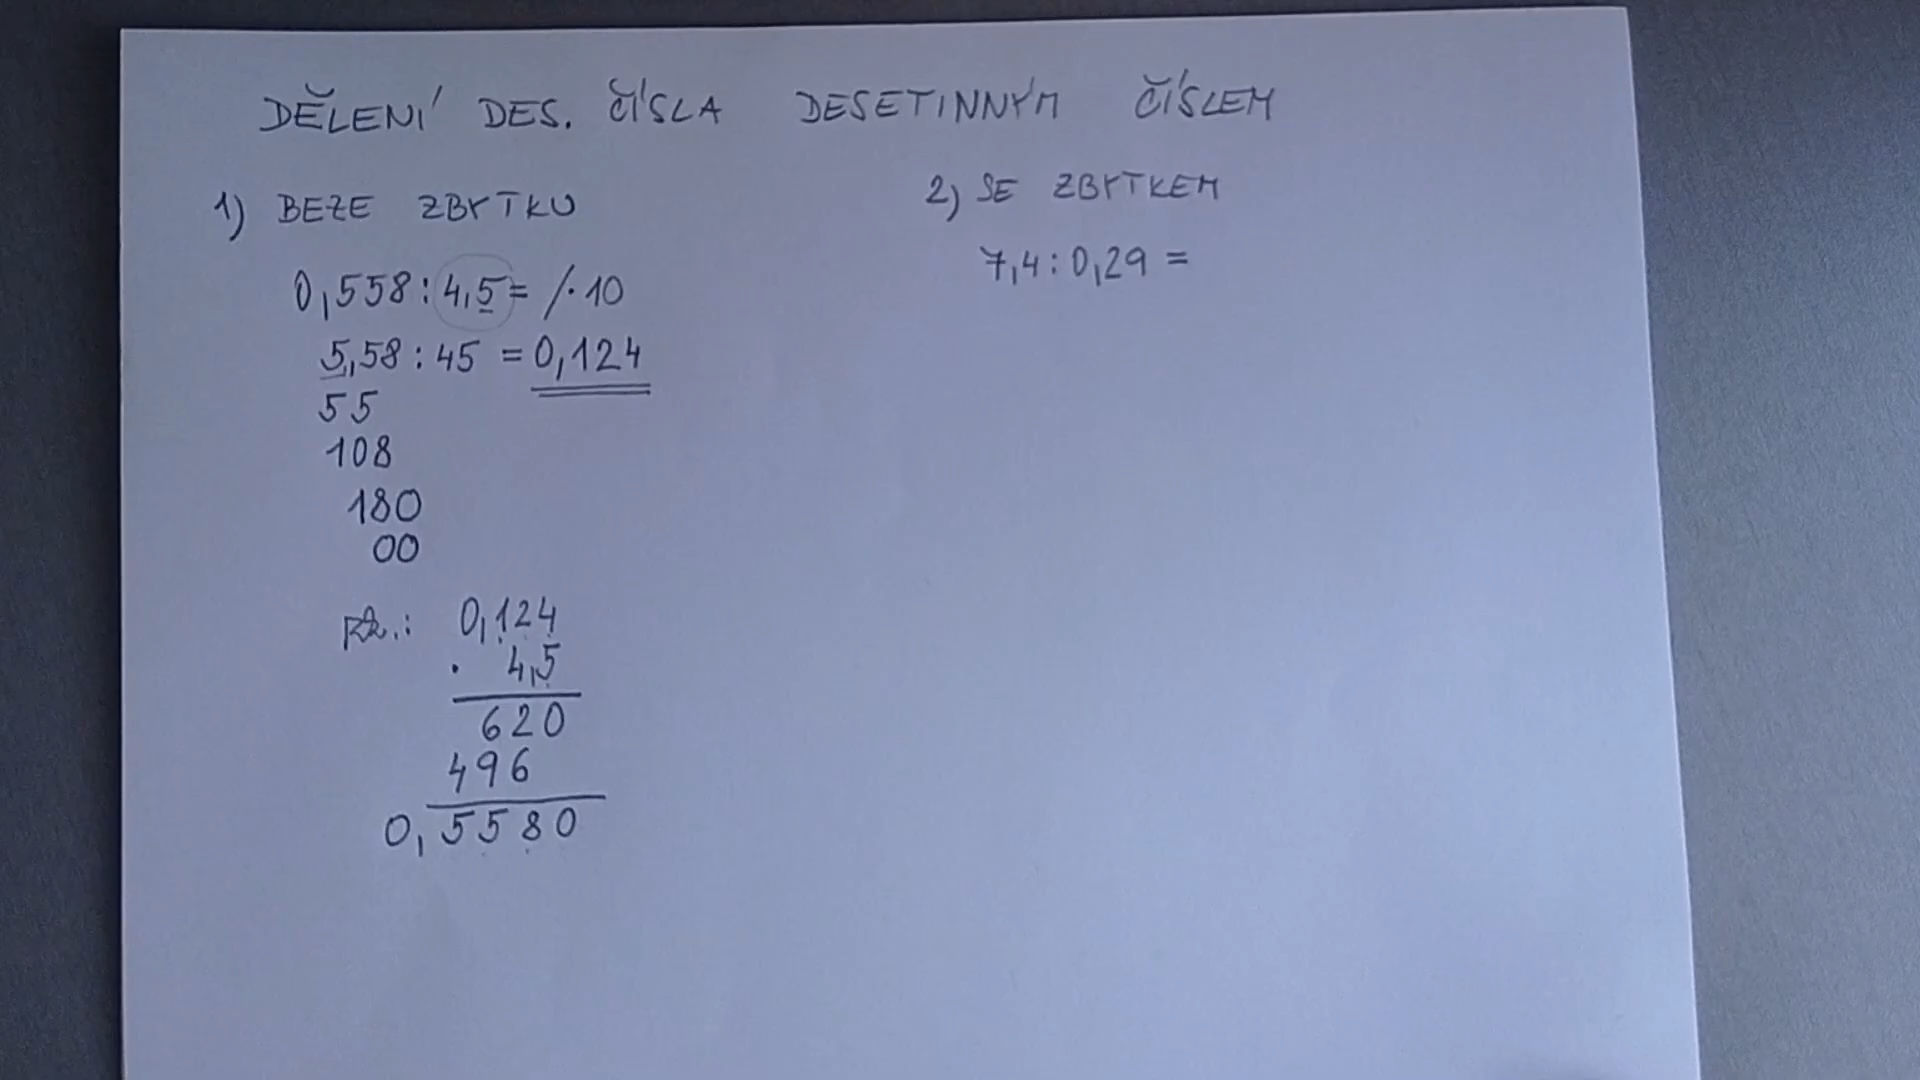 DĚLENÍ DES. ČÍSLA DESETINNÝM ČÍSLEM
1) BEZE ZBYTKU
0,558 : 4,5 = /·10
5,58 : 45 = 0,124
55
108
180
00
zk.: 0,124
· 4,5
620
496
0,5580
2) SE ZBYTKEM
7,4 : 0,29 =